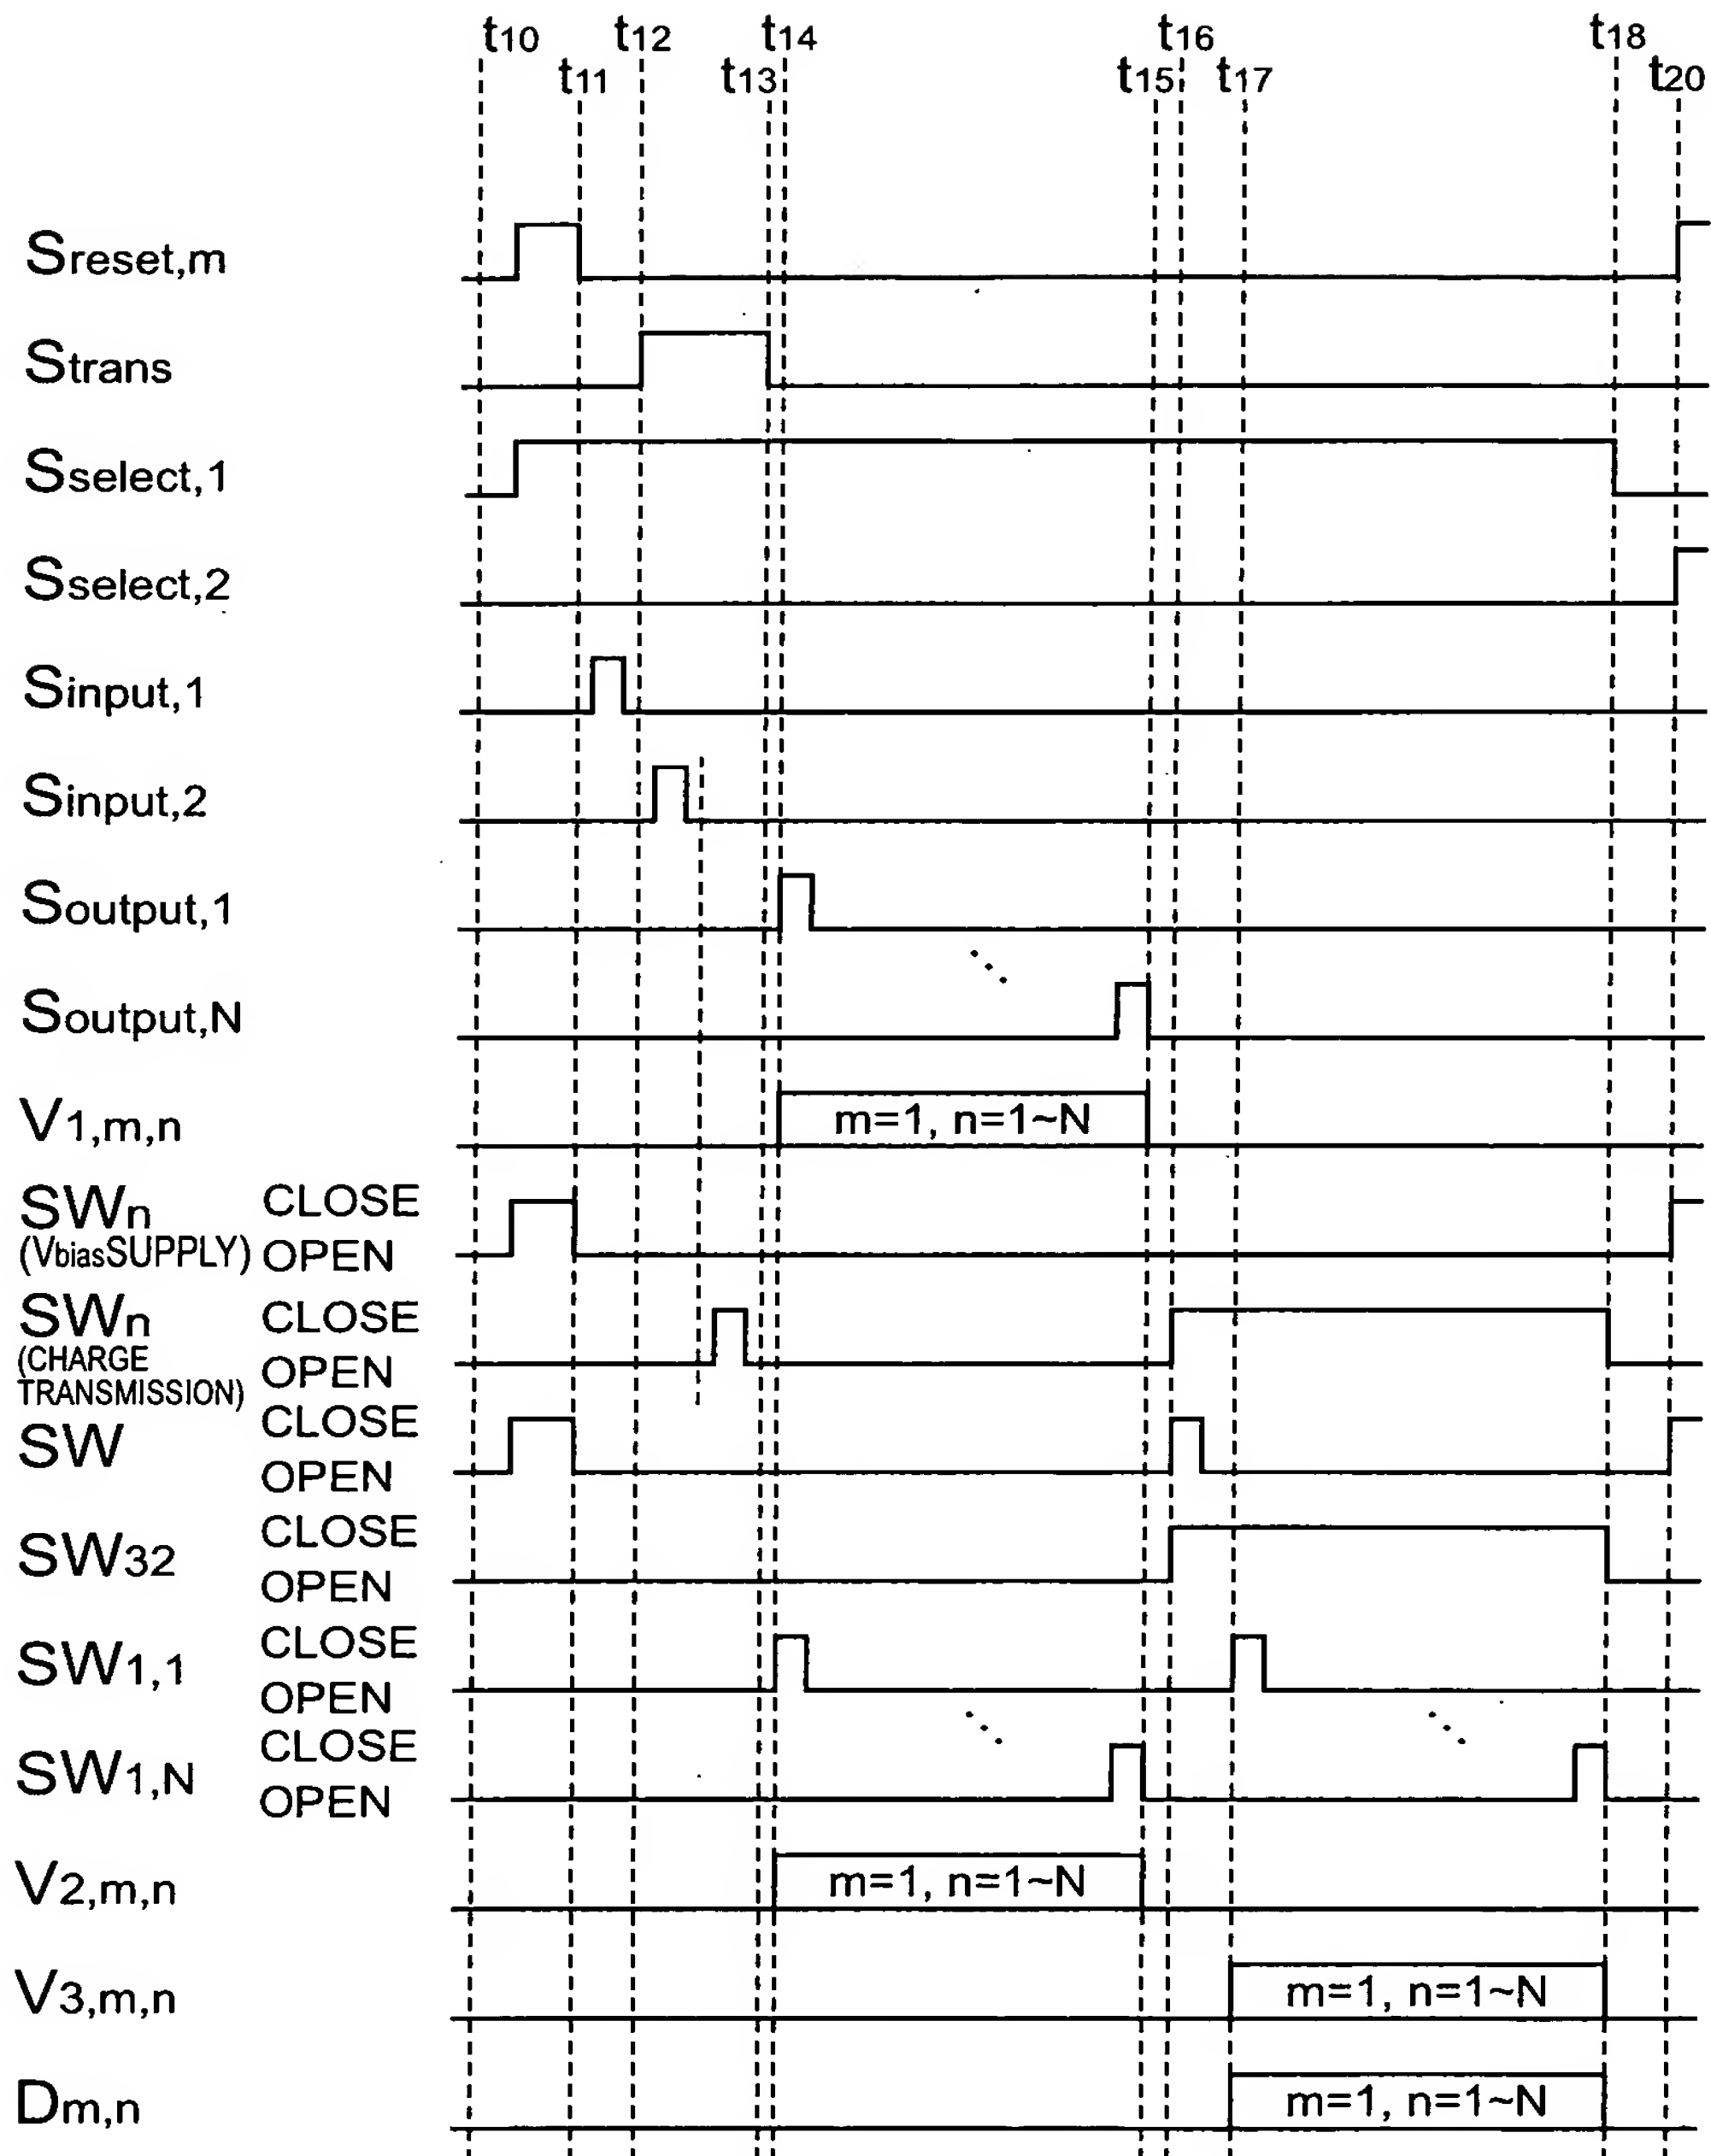 t10 t12 t14 t16 t18
t11 t13 t15 t17 t20
Sreset,m
Strans
Sselect,1
Sselect,2
Sinput,1
Sinput,2
Soutput,1
Soutput,N
V1,m,n m=1, n=1~N
SWn CLOSE
(VbiasSUPPLY) OPEN
SWn CLOSE
(CHARGE
TRANSMISSION) OPEN
SW CLOSE
OPEN
SW32 CLOSE
OPEN
SW1,1 CLOSE
OPEN
SW1,N CLOSE
OPEN
V2,m,n m=1, n=1~N
V3,m,n m=1, n=1~N
Dm,n m=1, n=1~N